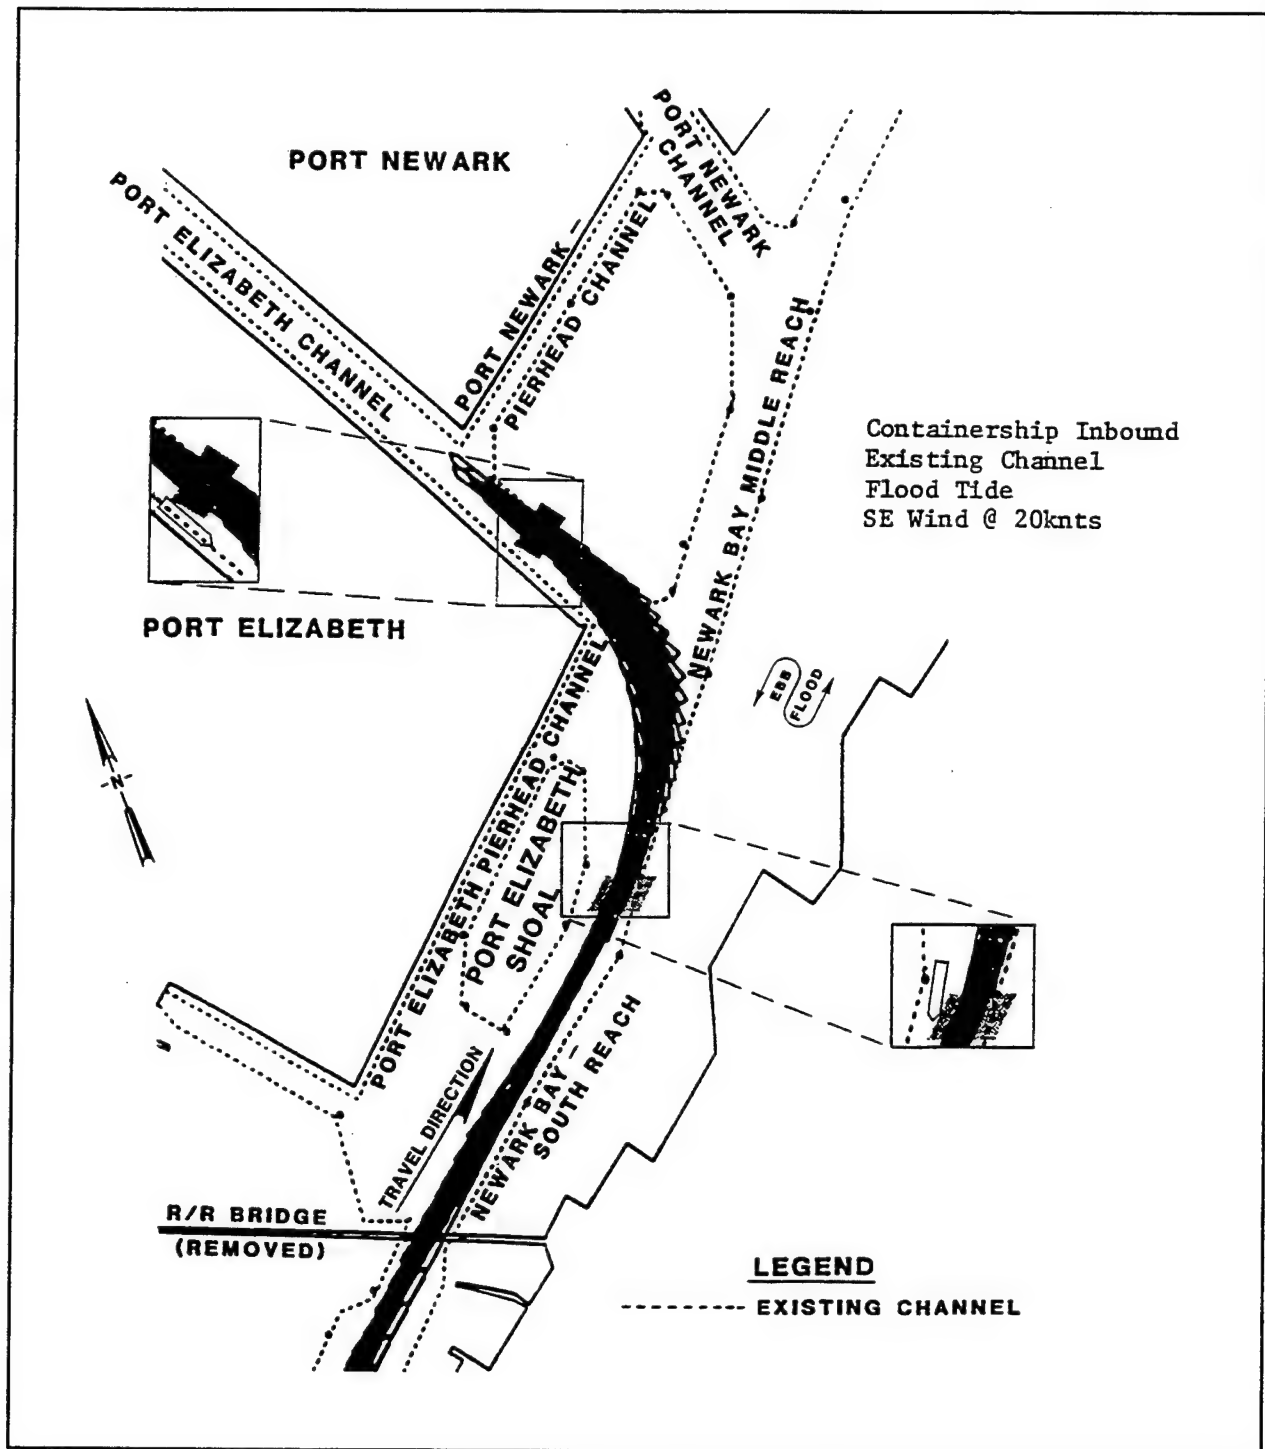 PORT NEWARK
CHANNEL
PORT NEWARK
PORT ELIZABETH CHANNEL
PORT NEWARK —
PIERHEAD CHANNEL
NEWARK BAY MIDDLE REACH
Containership Inbound
Existing Channel
Flood Tide
SE Wind @ 20knts
PORT ELIZABETH
EBB
FLOOD
N
PORT ELIZABETH PIERHEAD CHANNEL
PORT ELIZABETH
SHOAL
TRAVEL DIRECTION
NEWARK BAY —
SOUTH REACH
R/R BRIDGE
(REMOVED)
LEGEND
EXISTING CHANNEL